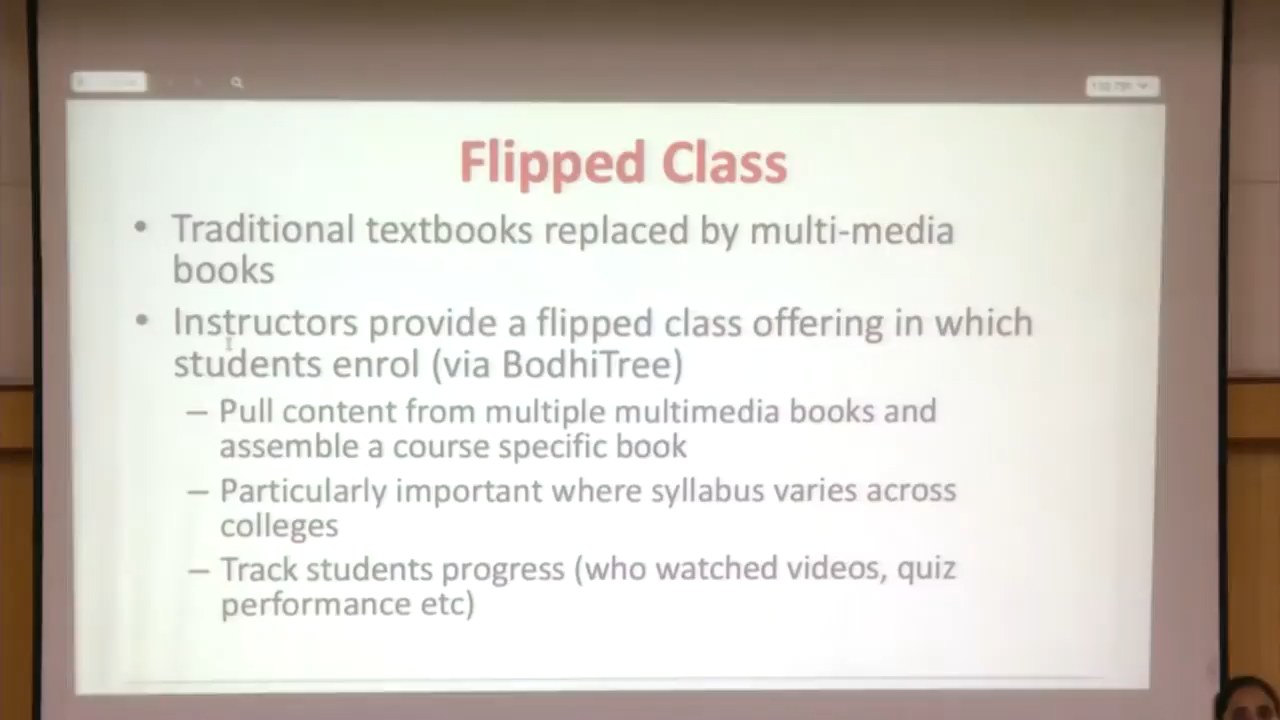 Flipped Class
• Traditional textbooks replaced by multi-media
books
• Instructors provide a flipped class offering in which
students enrol (via BodhiTree)
– Pull content from multiple multimedia books and
assemble a course specific book
– Particularly important where syllabus varies across
colleges
– Track students progress (who watched videos, quiz
performance etc)